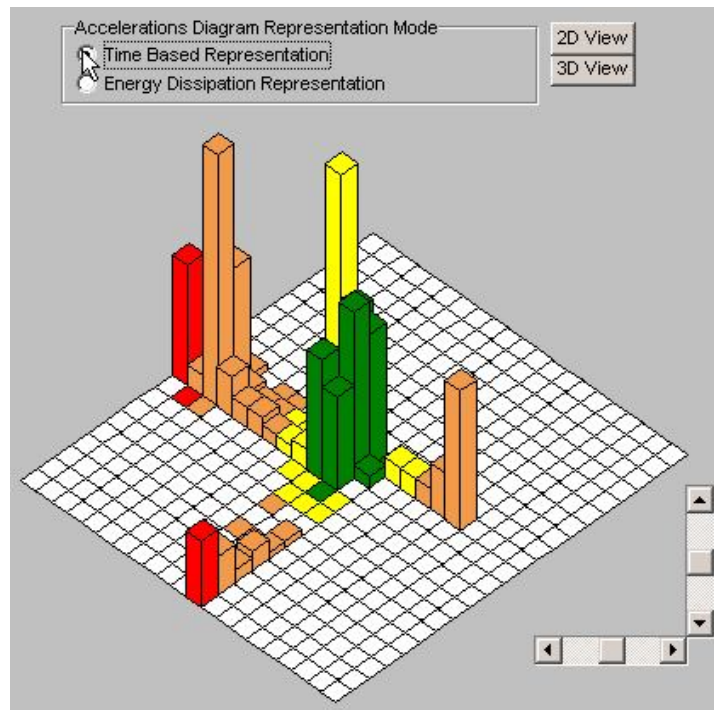 Accelerations Diagram Representation Mode
Time Based Representation
Energy Dissipation Representation
2D View
3D View